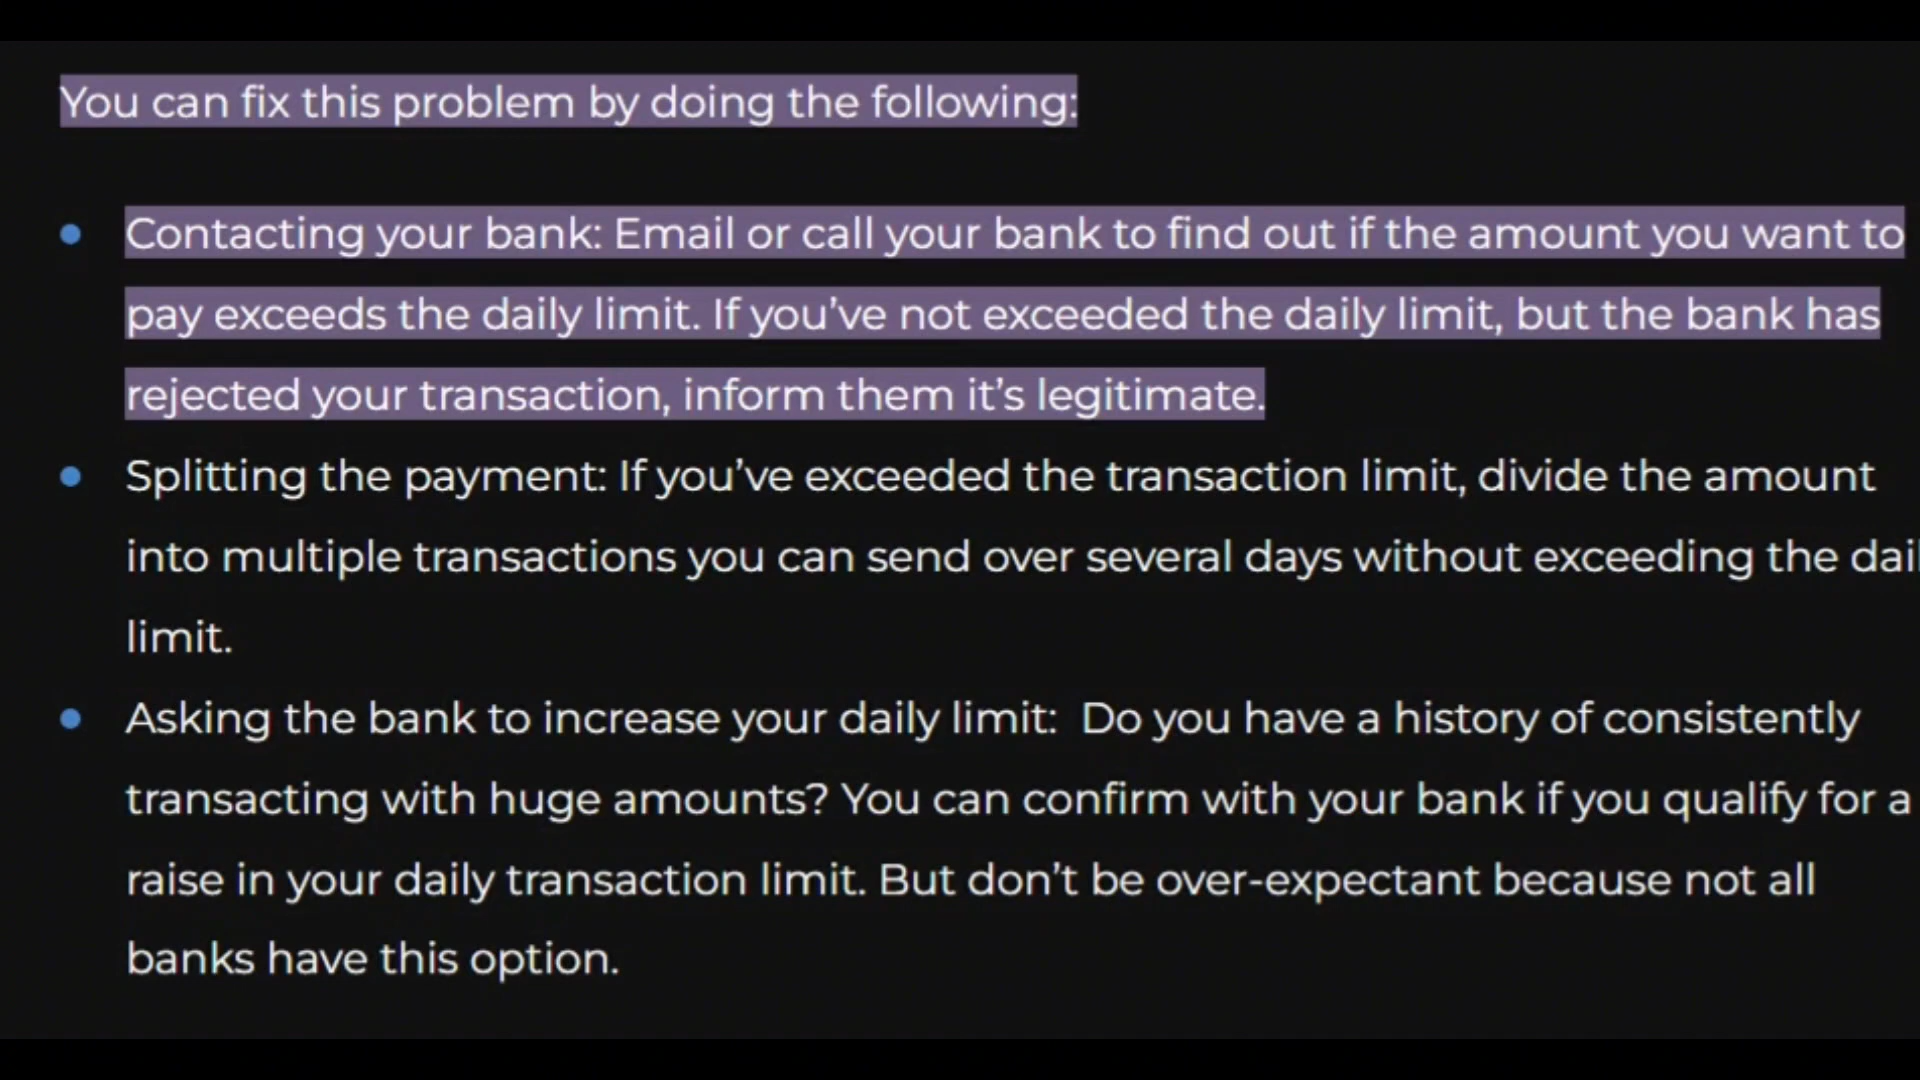 You can fix this problem by doing the following:
Contacting your bank: Email or call your bank to find out if the amount you want to
pay exceeds the daily limit. If you’ve not exceeded the daily limit, but the bank has
rejected your transaction, inform them it’s legitimate.
Splitting the payment: If you’ve exceeded the transaction limit, divide the amount
into multiple transactions you can send over several days without exceeding the dail
limit.
Asking the bank to increase your daily limit:  Do you have a history of consistently
transacting with huge amounts? You can confirm with your bank if you qualify for a
raise in your daily transaction limit. But don’t be over-expectant because not all
banks have this option.